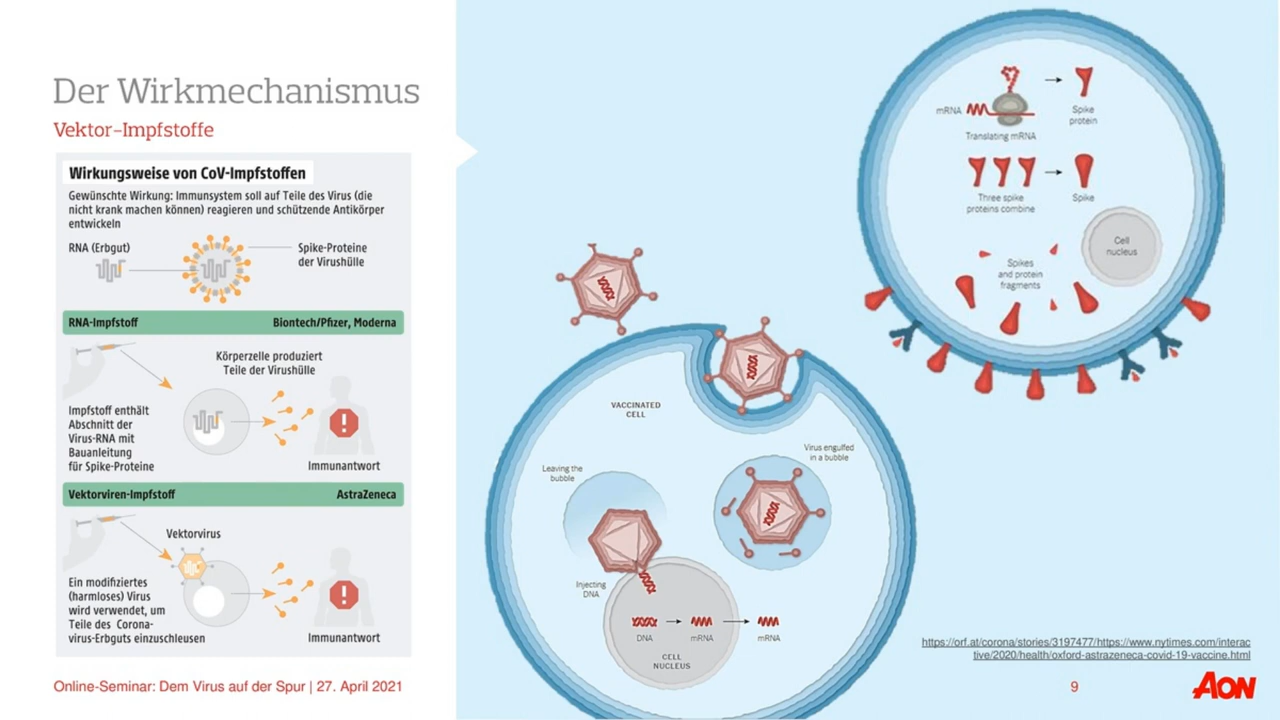 Der Wirkmechanismus
Vektor-Impfstoffe
Wirkungsweise von CoV-Impfstoffen
Gewünschte Wirkung: Immunsystem soll auf Teile des Virus (die
nicht krank machen können) reagieren und schützende Antikörper
entwickeln
RNA (Erbgut)
Spike-Proteine
der Virushülle
RNA-Impfstoff Biontech/Pfizer, Moderna
Körperzelle produziert
Teile der Virushülle
Impfstoff enthält
Abschnitt der
Virus-RNA mit
Bauanleitung
für Spike-Proteine
Immunantwort
Vektorviren-Impfstoff AstraZeneca
Vektorvirus
Ein modifiziertes
(harmloses) Virus
wird verwendet, um
Teile des Corona-
virus-Erbguts einzuschleusen
Immunantwort
VACCINATED
CELL
Virus engulfed
in a bubble
Leaving the
bubble
Injecting
DNA
DNA mRNA mRNA
CELL
NUCLEUS
mRNA
Spike
protein
Translating mRNA
Three spike
proteins combine
Spike
Cell
nucleus
Spikes
and protein
fragments
https://orf.at/corona/stories/3197477/https://www.nytimes.com/interac
tive/2020/health/oxford-astrazeneca-covid-19-vaccine.html
Online-Seminar: Dem Virus auf der Spur | 27. April 2021
9
AON